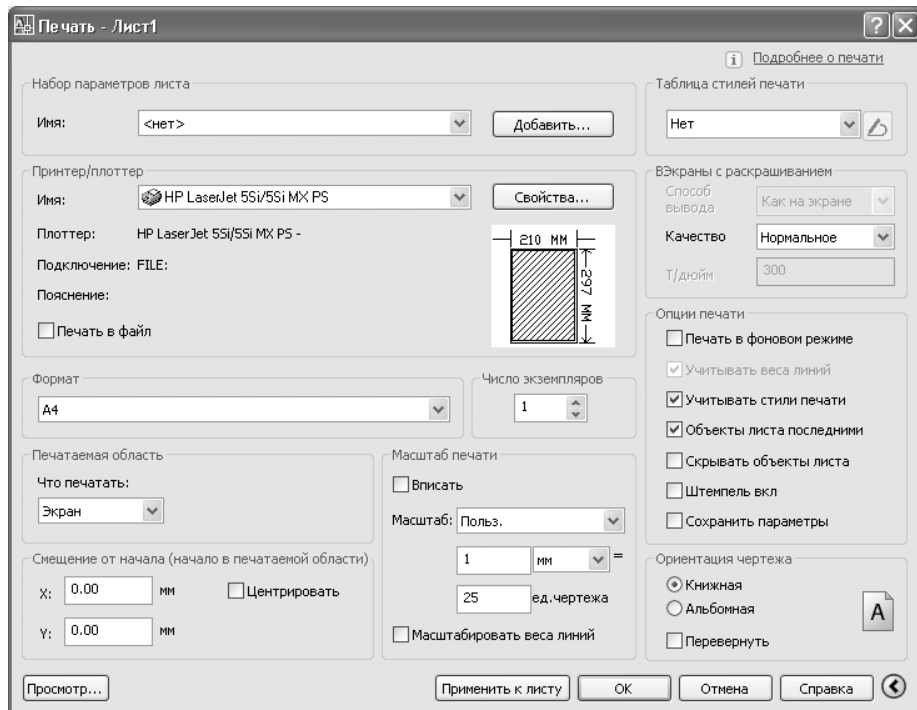 Печать - Лист1
Подробнее о печати
Набор параметров листа
Имя: <нет> Добавить...
Таблица стилей печати
Нет
Принтер/плоттер
Имя: HP LaserJet 5Si/5Si MX PS Свойства...
Плоттер: HP LaserJet 5Si/5Si MX PS -
Подключение: FILE:
Пояснение:
Печать в файл
210 MM
297 MM
ВЭкраны с раскрашиванием
Способ вывода Как на экране
Качество Нормальное
Т/дюйм 300
Формат
A4
Число экземпляров
1
Опции печати
Печать в фоновом режиме
Учитывать веса линий
Учитывать стили печати
Объекты листа последними
Скрывать объекты листа
Штемпель вкл
Сохранить параметры
Печатаемая область
Что печатать:
Экран
Масштаб печати
Вписать
Масштаб: Польз.
1 мм =
25 ед.чертежа
Масштабировать веса линий
Смещение от начала (начало в печатаемой области)
X: 0.00 мм Центрировать
Y: 0.00 мм
Ориентация чертежа
Книжная
Альбомная
Перевернуть
A
Просмотр... Применить к листу ОК Отмена Справка